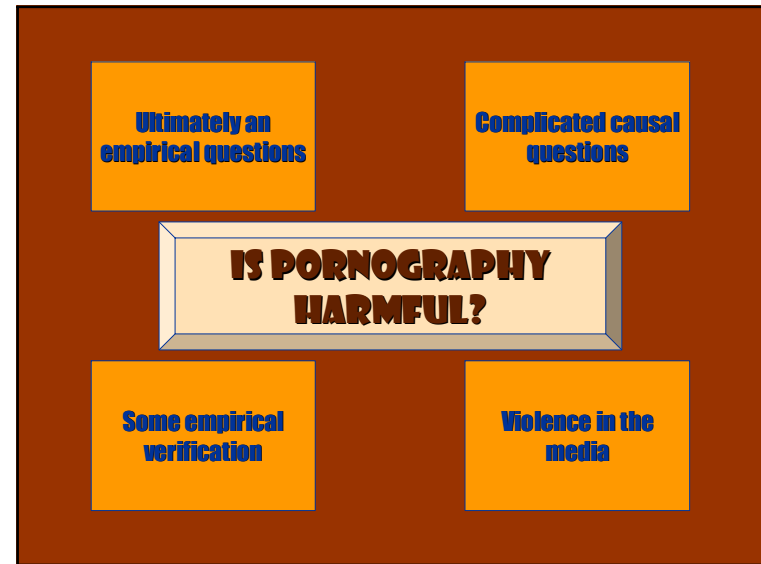 Ultimately an
empirical questions
Complicated causal
questions
IS PORNOGRAPHY
HARMFUL?
Some empirical
verification
Violence in the
media